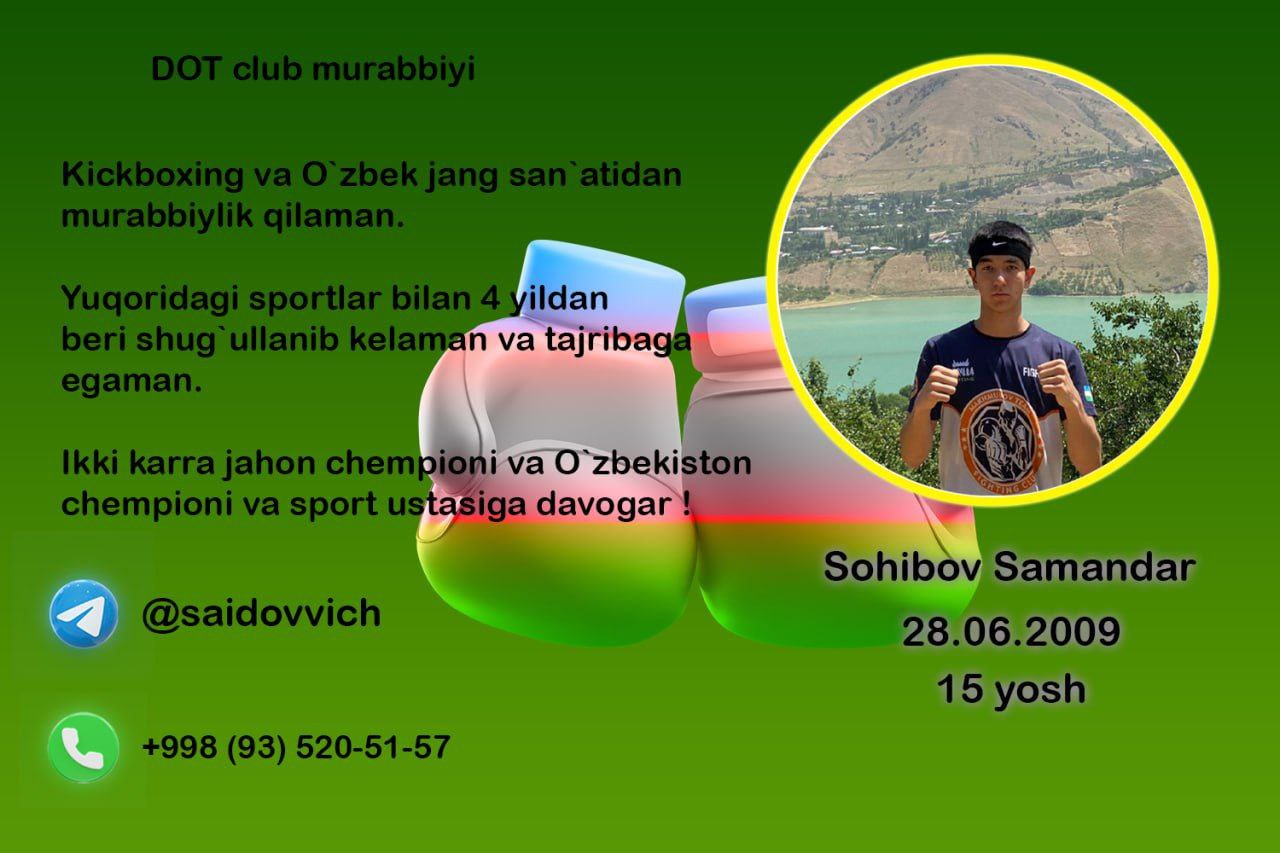 DOT club murabbiyi
Kickboxing va O`zbek jang san`atidan
murabbiylik qilaman.
Yuqoridagi sportlar bilan 4 yildan
beri shug`ullanib kelaman va tajribaga
egaman.
Ikki karra jahon chempioni va O`zbekiston
chempioni va sport ustasiga davogar !
@saidovvich
+998 (93) 520-51-57
FIGHTING CLUB
Sohibov Samandar
28.06.2009
15 yosh